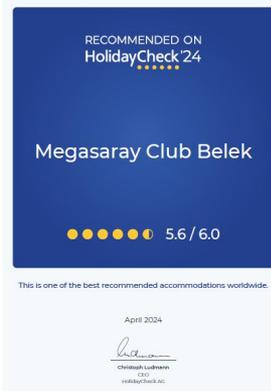 RECOMMENDED ON
HolidayCheck'24
Megasaray Club Belek
5.6 / 6.0
This is one of the best recommended accommodations worldwide.
April 2024
Christoph Ludmann
CEO
HolidayCheck AG